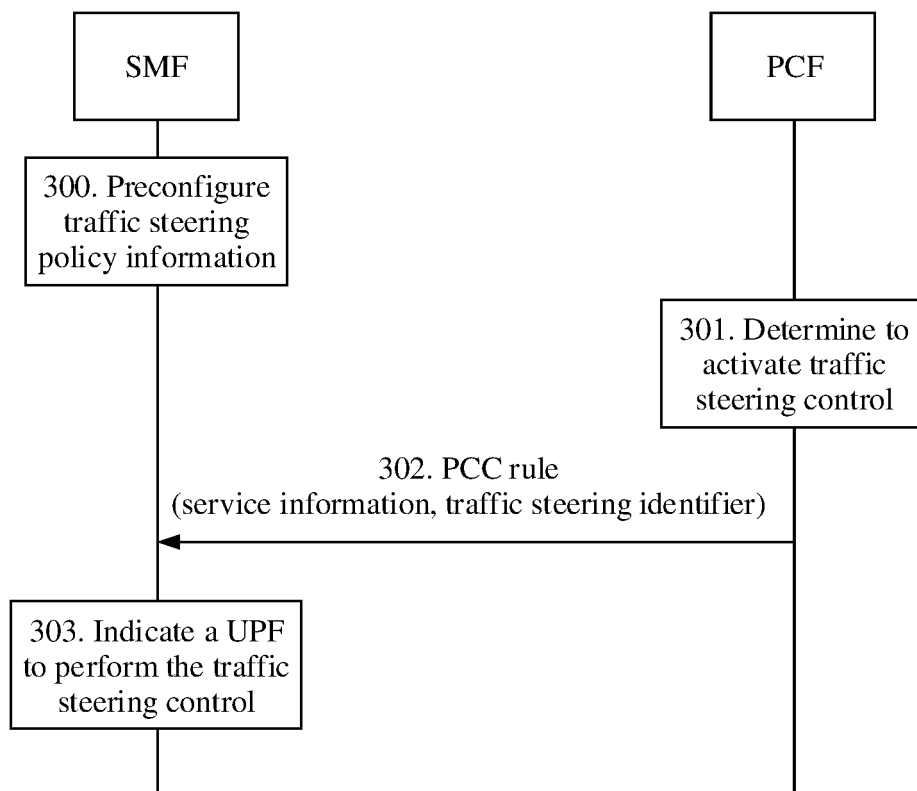 SMF
PCF
300. Preconfigure
traffic steering
policy information
301. Determine to
activate traffic
steering control
302. PCC rule
(service information, traffic steering identifier)
303. Indicate a UPF
to perform the traffic
steering control